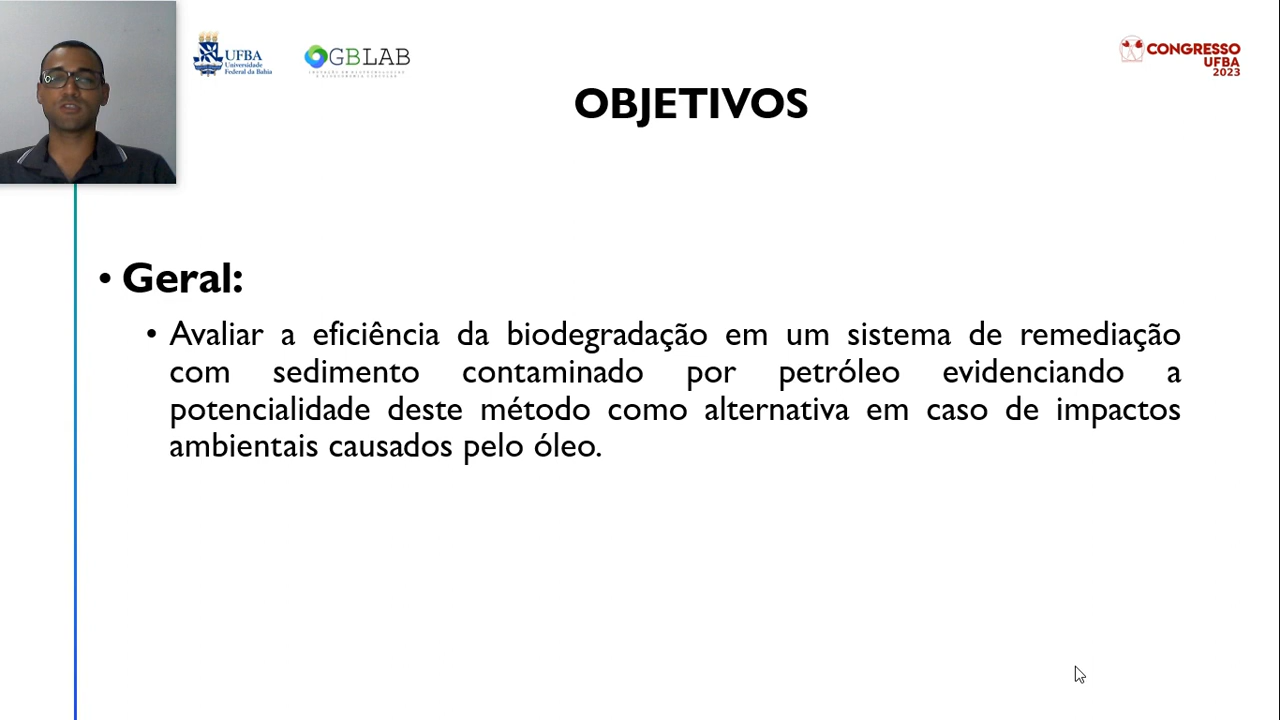 UFBA
Universidade
Federal da Bahia
GBLAB
CONGRESSO
UFBA
2023
OBJETIVOS
• Geral:
• Avaliar a eficiência da biodegradação em um sistema de remediação
com sedimento contaminado por petróleo evidenciando a
potencialidade deste método como alternativa em caso de impactos
ambientais causados pelo óleo.